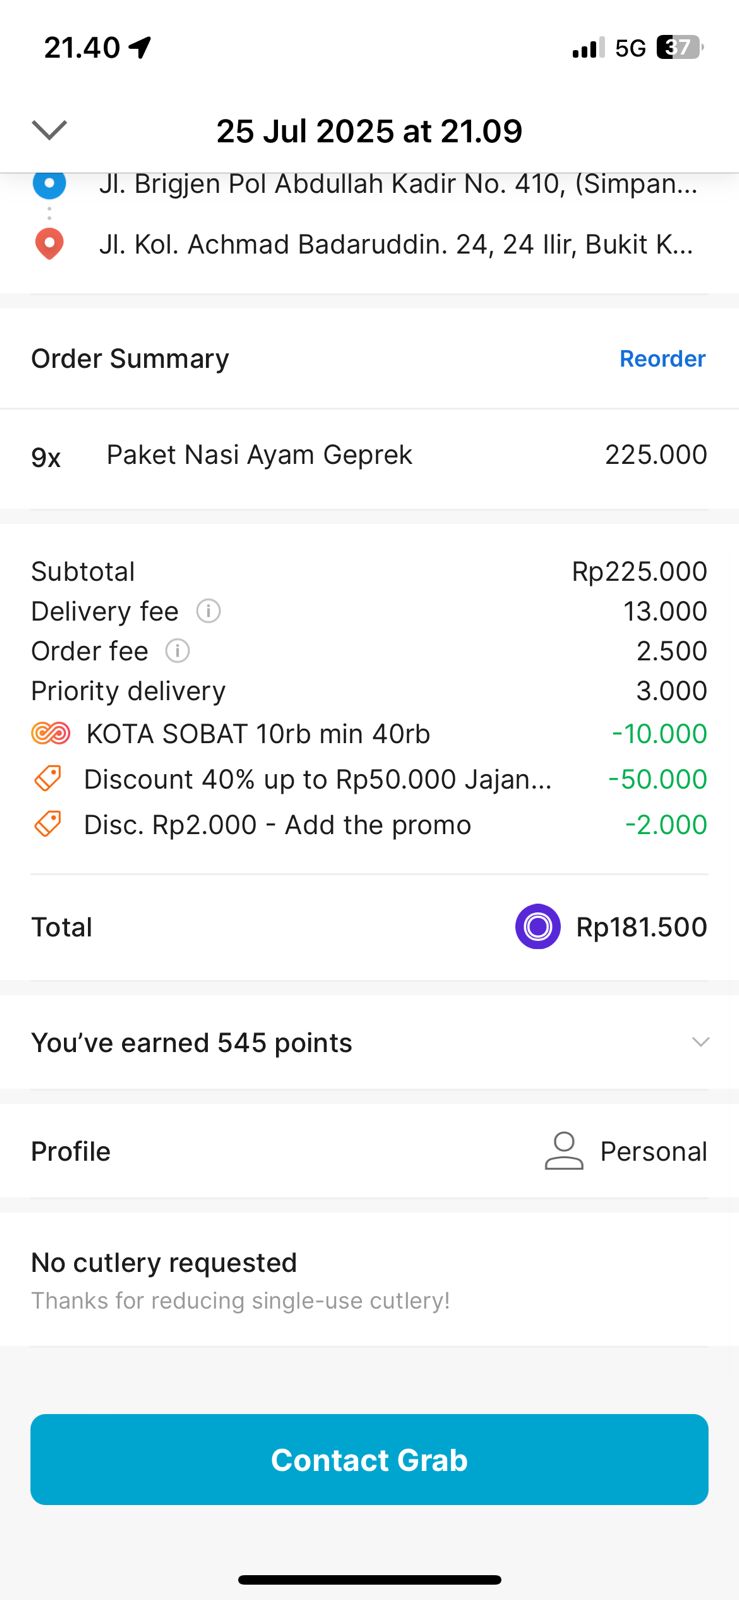 21.40
5G 37
25 Jul 2025 at 21.09
Jl. Brigjen Pol Abdullah Kadir No. 410, (Simpan...
Jl. Kol. Achmad Badaruddin. 24, 24 Ilir, Bukit K...
Order Summary Reorder
9x Paket Nasi Ayam Geprek 225.000
Subtotal Rp225.000
Delivery fee 13.000
Order fee 2.500
Priority delivery 3.000
KOTA SOBAT 10rb min 40rb -10.000
Discount 40% up to Rp50.000 Jajan... -50.000
Disc. Rp2.000 - Add the promo -2.000
Total Rp181.500
You’ve earned 545 points
Profile Personal
No cutlery requested
Thanks for reducing single-use cutlery!
Contact Grab